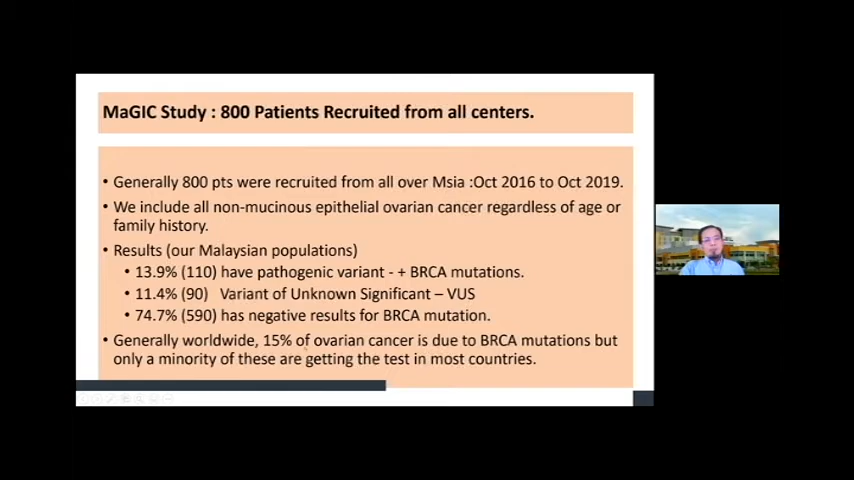 MaGIC Study : 800 Patients Recruited from all centers.
• Generally 800 pts were recruited from all over Msia :Oct 2016 to Oct 2019.
• We include all non-mucinous epithelial ovarian cancer regardless of age or
family history.
• Results (our Malaysian populations)
• 13.9% (110) have pathogenic variant - + BRCA mutations.
• 11.4% (90) Variant of Unknown Significant – VUS
• 74.7% (590) has negative results for BRCA mutation.
• Generally worldwide, 15% of ovarian cancer is due to BRCA mutations but
only a minority of these are getting the test in most countries.